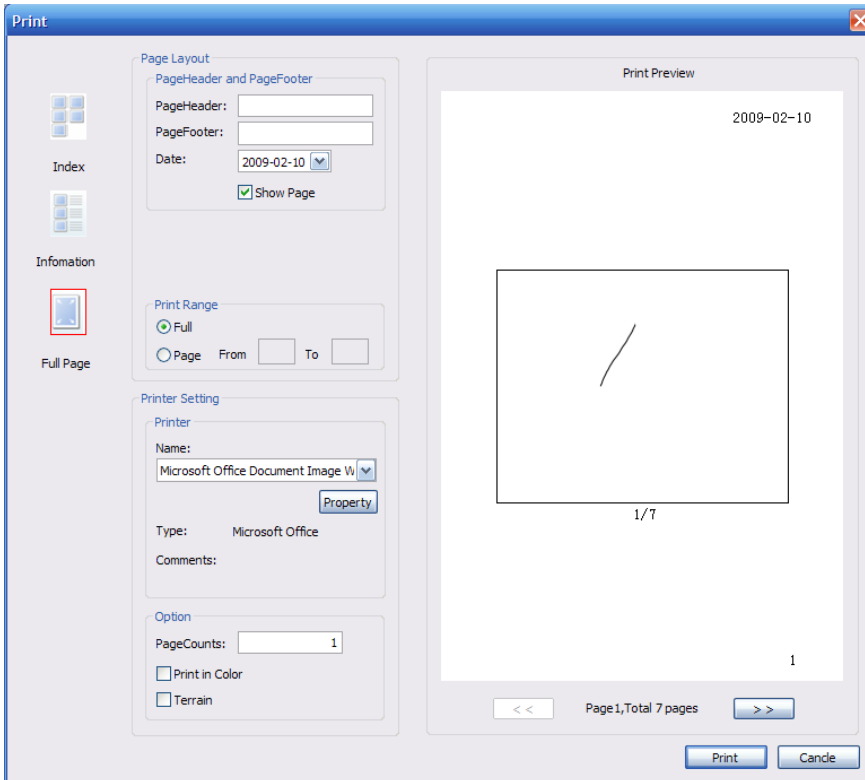 Print
Index
Infomation
Full Page
Page Layout
PageHeader and PageFooter
PageHeader:
PageFooter:
Date: 2009-02-10
Show Page
Print Range
Full
Page From To
Printer Setting
Printer
Name:
Microsoft Office Document Image W
Property
Type: Microsoft Office
Comments:
Option
PageCounts: 1
Print in Color
Terrain
Print Preview
2009-02-10
1/7
1
<< Page1,Total 7 pages >>
Print Cancle